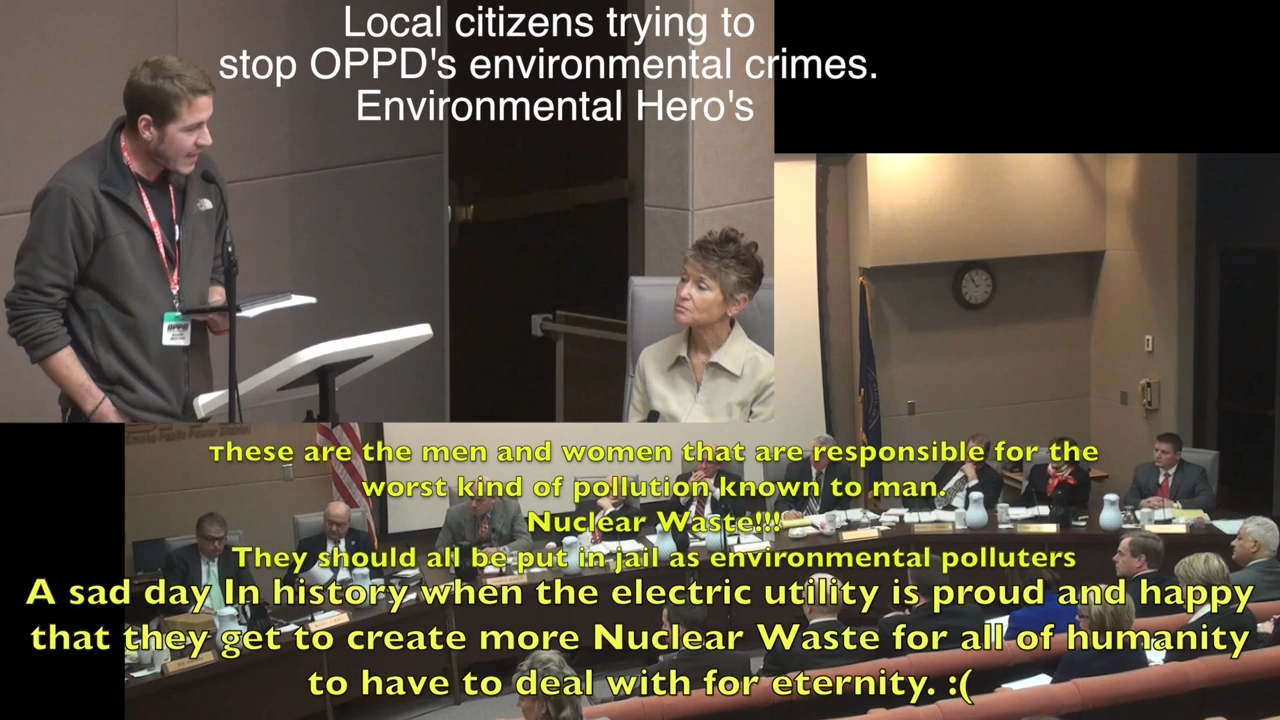 Local citizens trying to
stop OPPD's environmental crimes.
Environmental Hero's
OPPD
These are the men and women that are responsible for the
worst kind of pollution known to man.
Nuclear Waste!!!
They should all be put in jail as environmental polluters
A sad day In history when the electric utility is proud and happy
that they get to create more Nuclear Waste for all of humanity
to have to deal with for eternity. :(